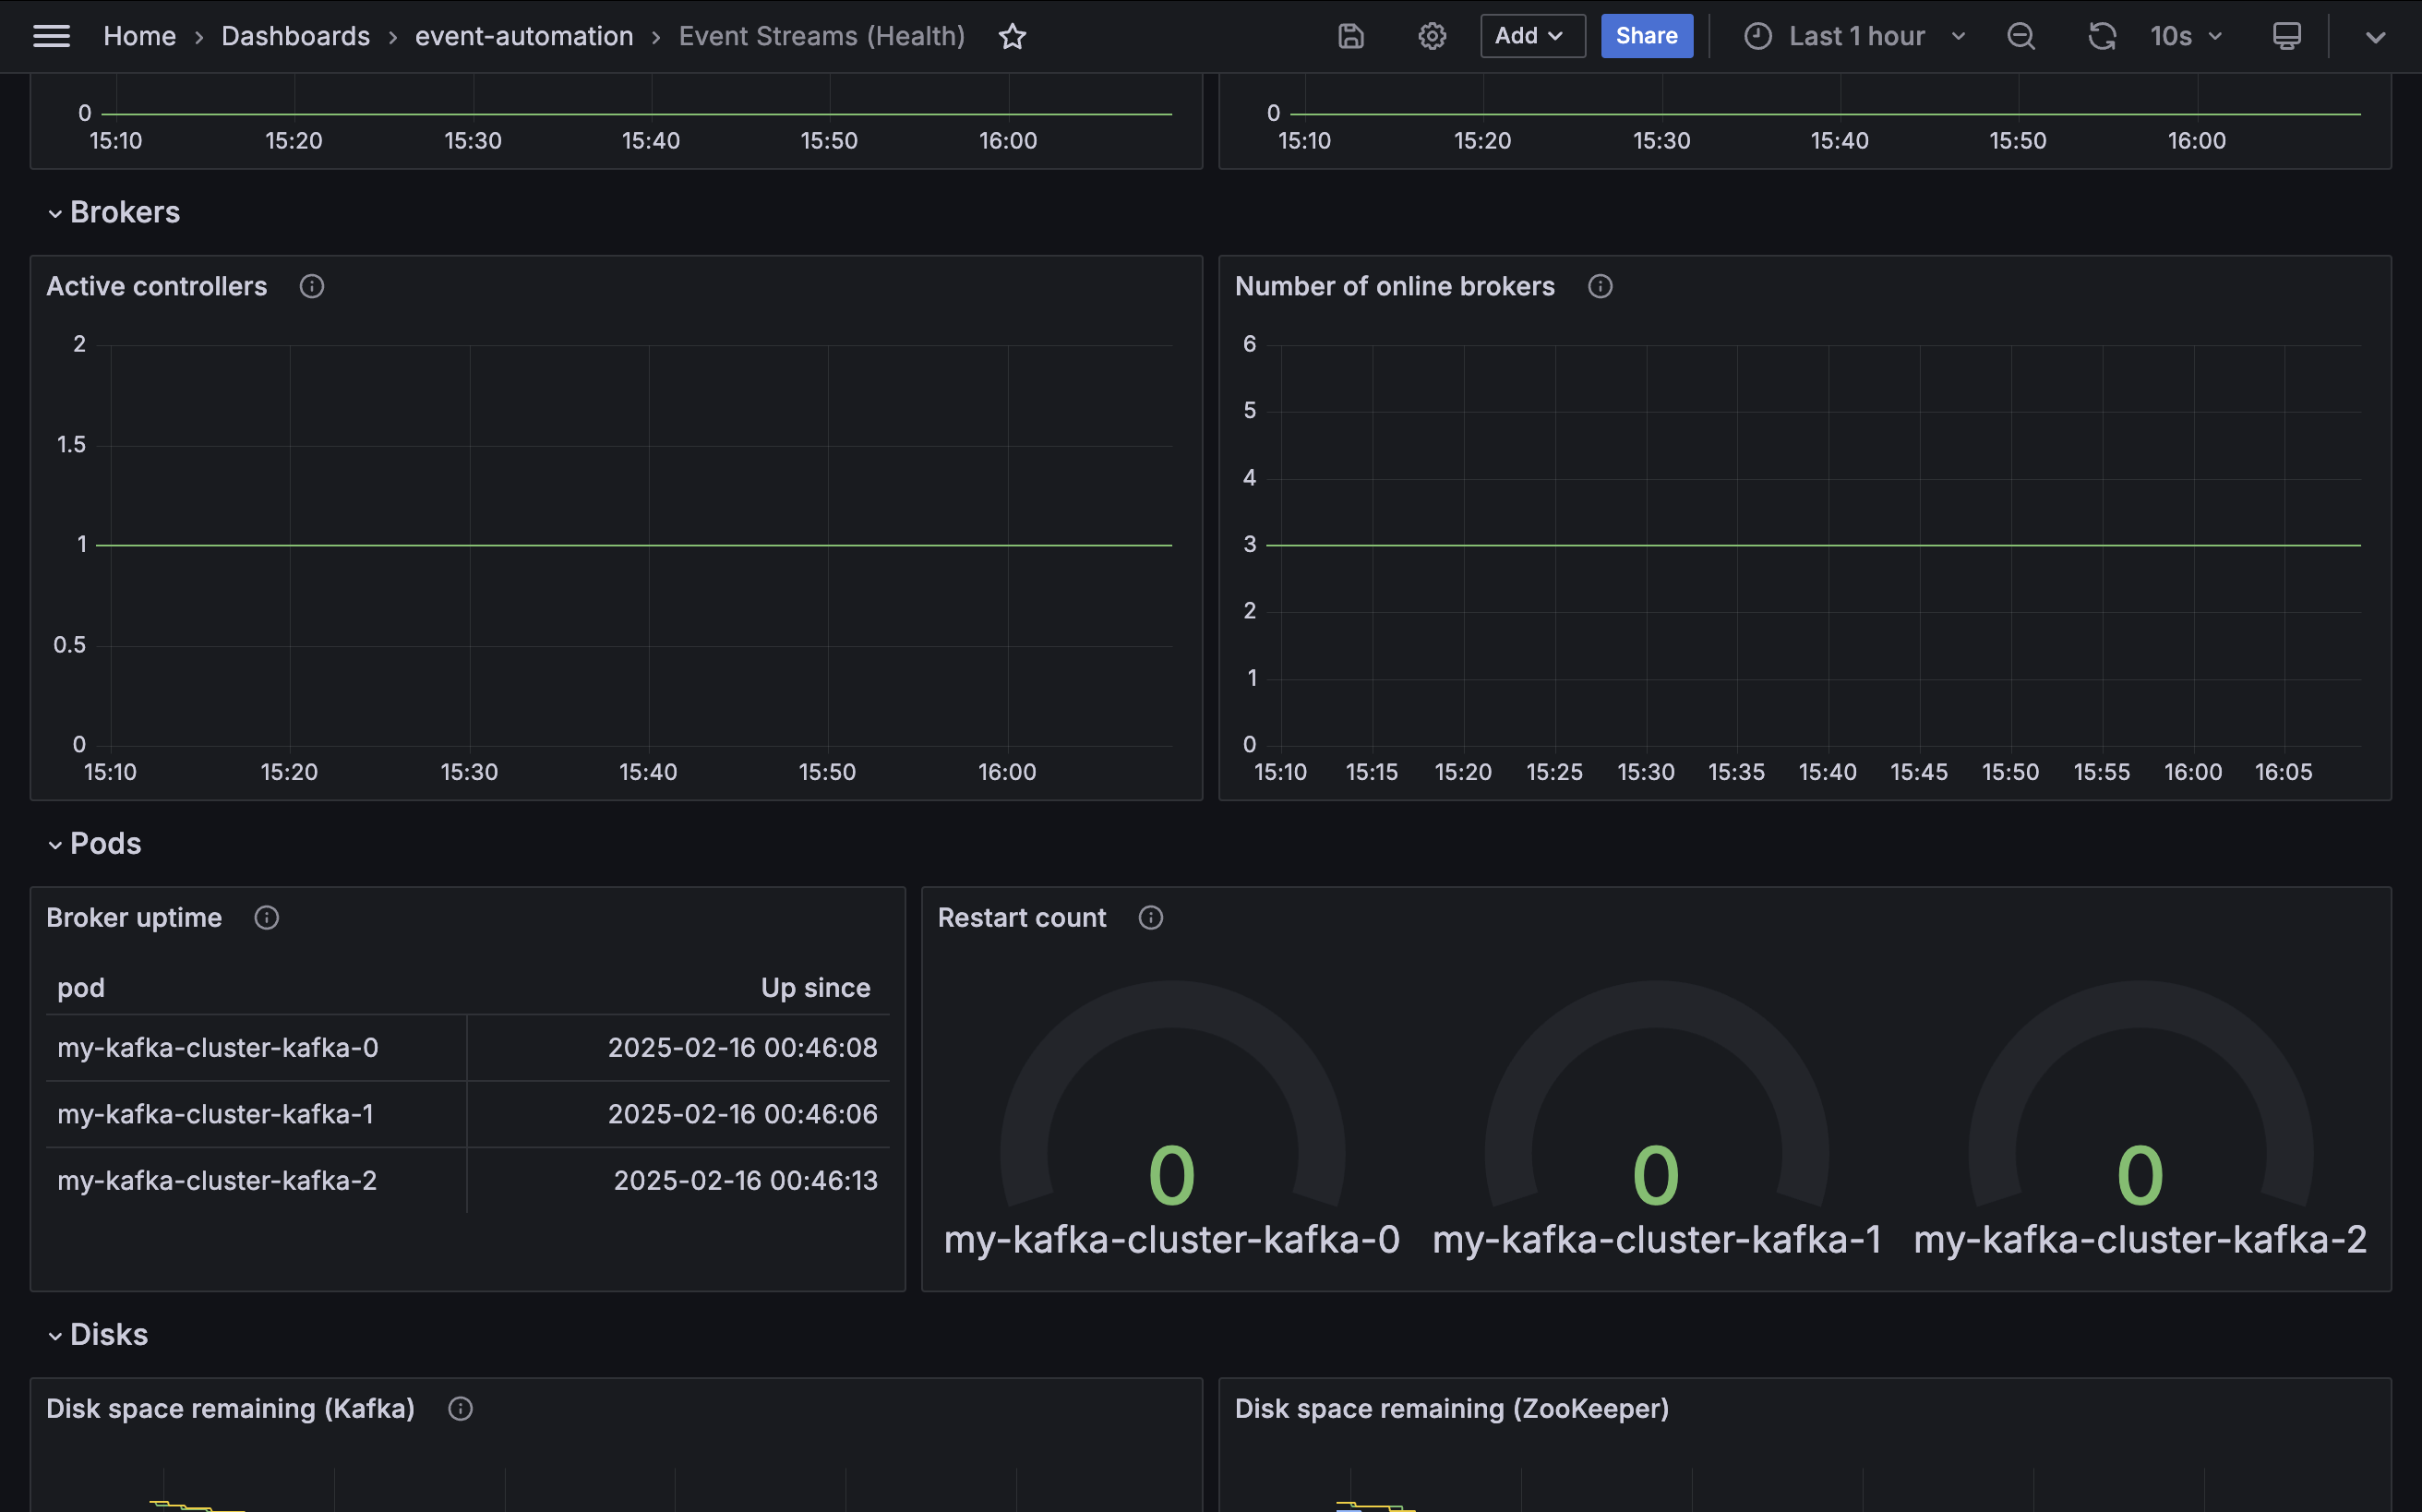 Home › Dashboards › event-automation › Event Streams (Health) Add Share Last 1 hour 10s
0
15:10 15:20 15:30 15:40 15:50 16:00
0
15:10 15:20 15:30 15:40 15:50 16:00
Brokers
Active controllers
2
1.5
1
0.5
0
15:10 15:20 15:30 15:40 15:50 16:00
Number of online brokers
6
5
4
3
2
1
0
15:10 15:15 15:20 15:25 15:30 15:35 15:40 15:45 15:50 15:55 16:00 16:05
Pods
Broker uptime
pod Up since
my-kafka-cluster-kafka-0 2025-02-16 00:46:08
my-kafka-cluster-kafka-1 2025-02-16 00:46:06
my-kafka-cluster-kafka-2 2025-02-16 00:46:13
Restart count
0 0 0
my-kafka-cluster-kafka-0 my-kafka-cluster-kafka-1 my-kafka-cluster-kafka-2
Disks
Disk space remaining (Kafka)
Disk space remaining (ZooKeeper)